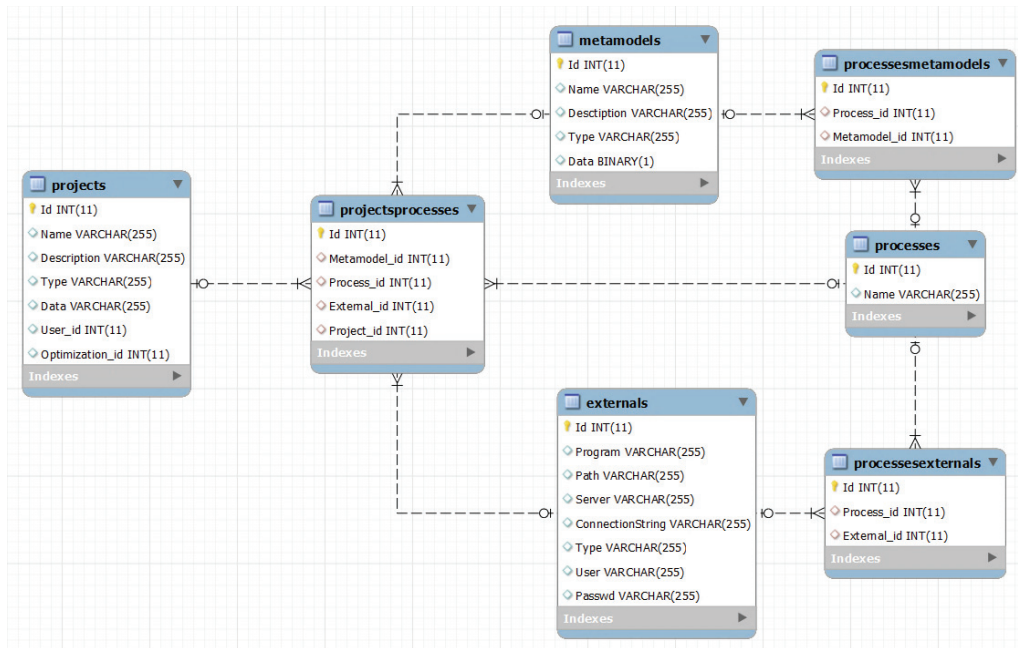 metamodels
Id INT(11)
Name VARCHAR(255)
Desctiption VARCHAR(255)
Type VARCHAR(255)
Data BINARY(1)
Indexes
processesmetamodels
Id INT(11)
Process_id INT(11)
Metamodel_id INT(11)
Indexes
projects
Id INT(11)
Name VARCHAR(255)
Description VARCHAR(255)
Type VARCHAR(255)
Data VARCHAR(255)
User_id INT(11)
Optimization_id INT(11)
Indexes
projectsprocesses
Id INT(11)
Metamodel_id INT(11)
Process_id INT(11)
External_id INT(11)
Project_id INT(11)
Indexes
processes
Id INT(11)
Name VARCHAR(255)
Indexes
externals
Id INT(11)
Program VARCHAR(255)
Path VARCHAR(255)
Server VARCHAR(255)
ConnectionString VARCHAR(255)
Type VARCHAR(255)
User VARCHAR(255)
Passwd VARCHAR(255)
Indexes
processesexternals
Id INT(11)
Process_id INT(11)
External_id INT(11)
Indexes